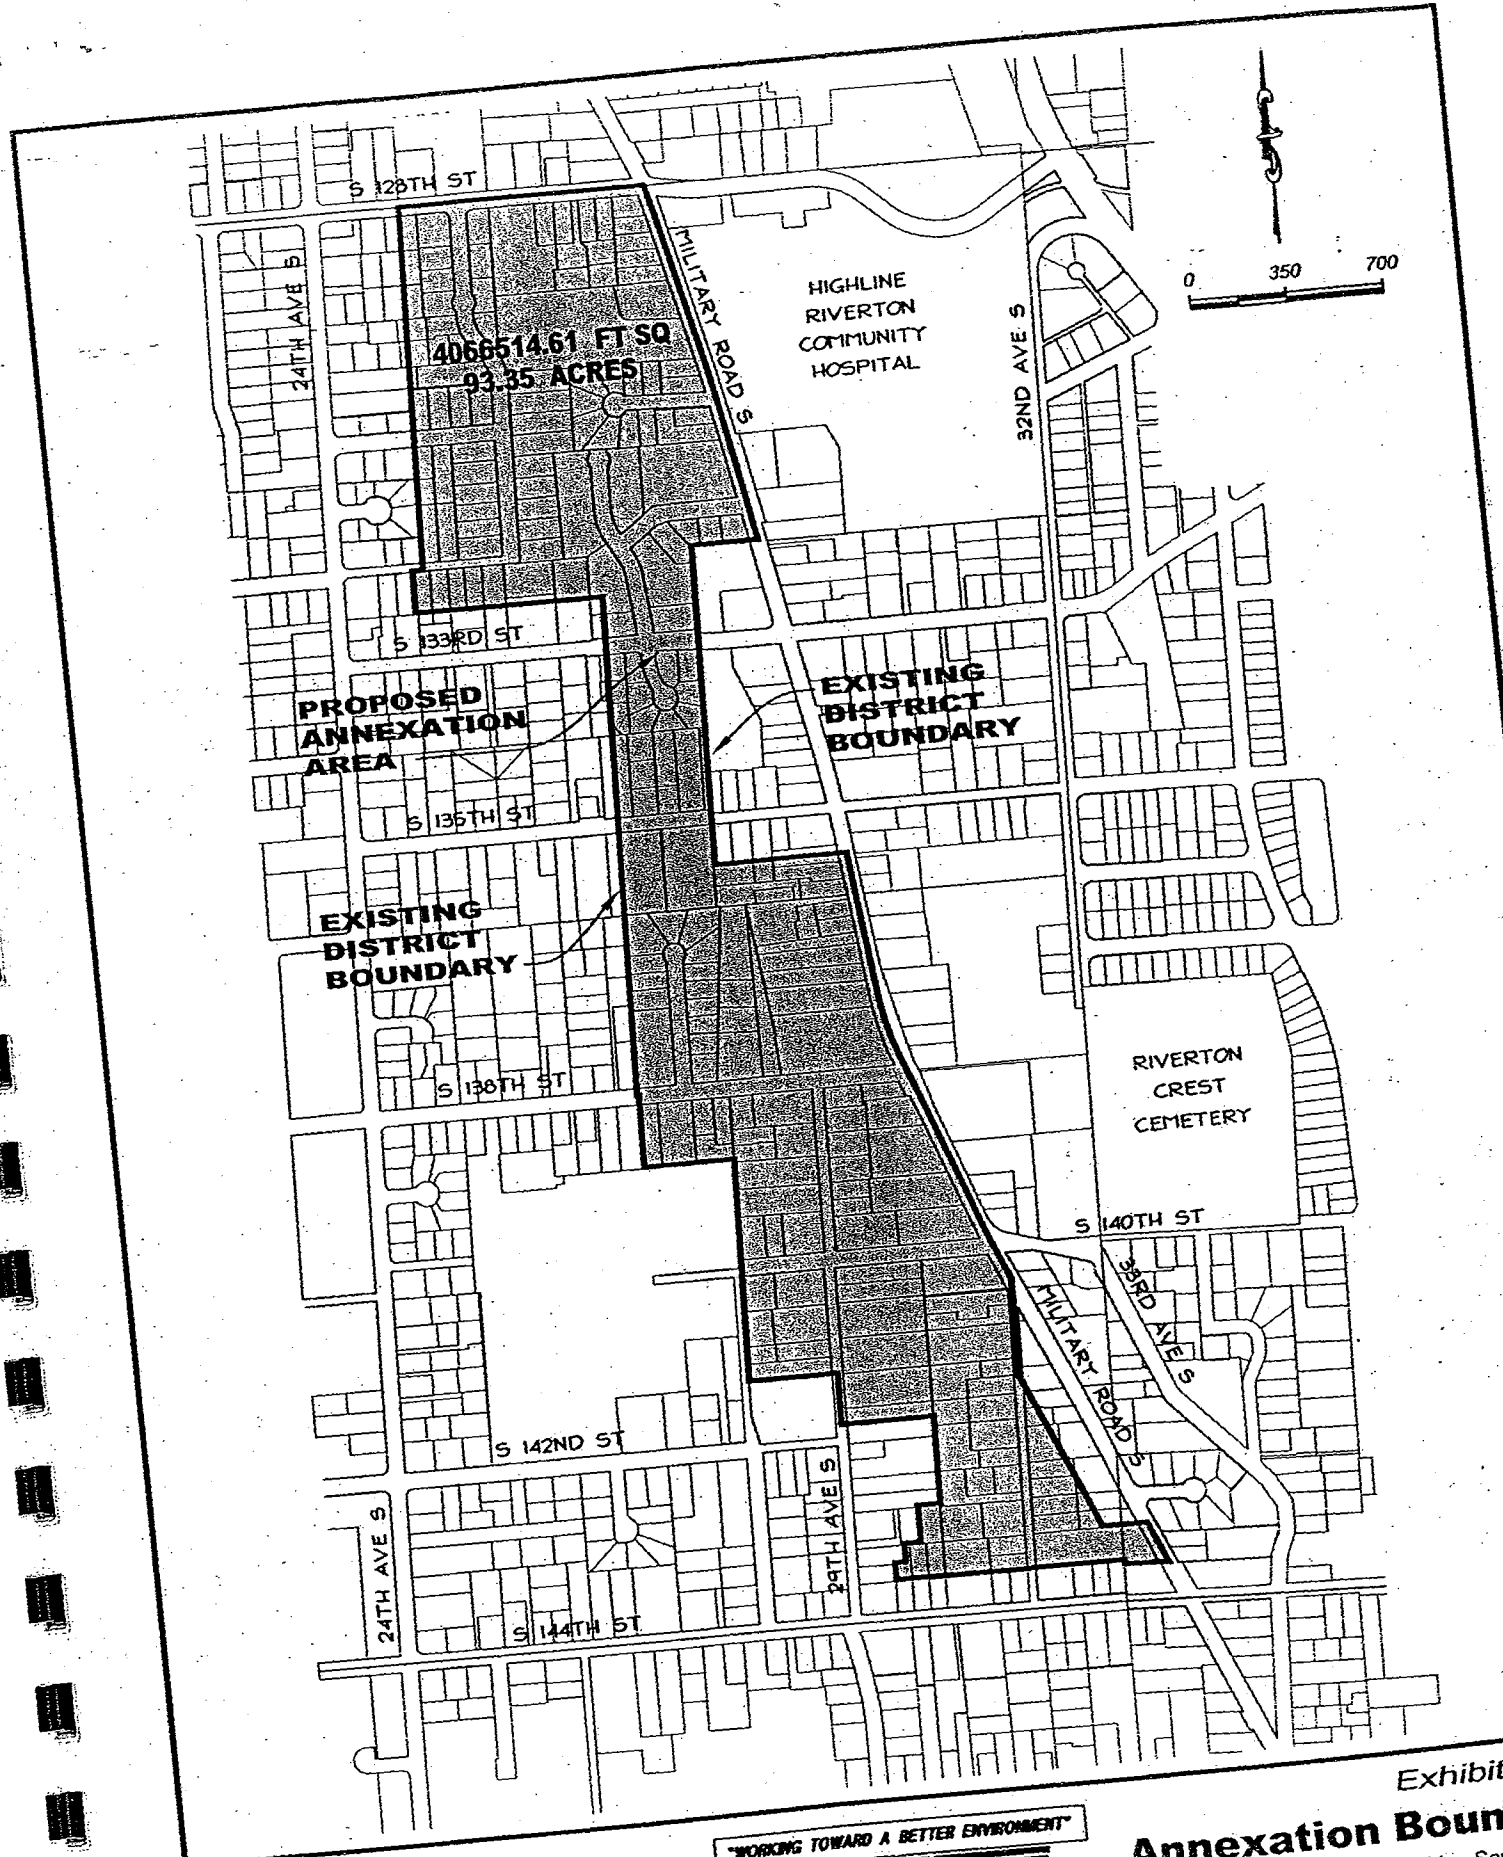 S 128TH ST
24TH AVE S
MILITARY ROAD S
HIGHLINE
RIVERTON
COMMUNITY
HOSPITAL
32ND AVE S
0 350 700
4066514.61 FT SQ
93.35 ACRES
S 133RD ST
PROPOSED
ANNEXATION
AREA
EXISTING
DISTRICT
BOUNDARY
S 135TH ST
EXISTING
DISTRICT
BOUNDARY
S 138TH ST
RIVERTON
CREST
CEMETERY
S 140TH ST
33RD AVE S
MILITARY ROAD S
S 142ND ST
29TH AVE S
24TH AVE S
S 144TH ST
Exhibit
"WORKING TOWARD A BETTER ENVIRONMENT"
Annexation Boun